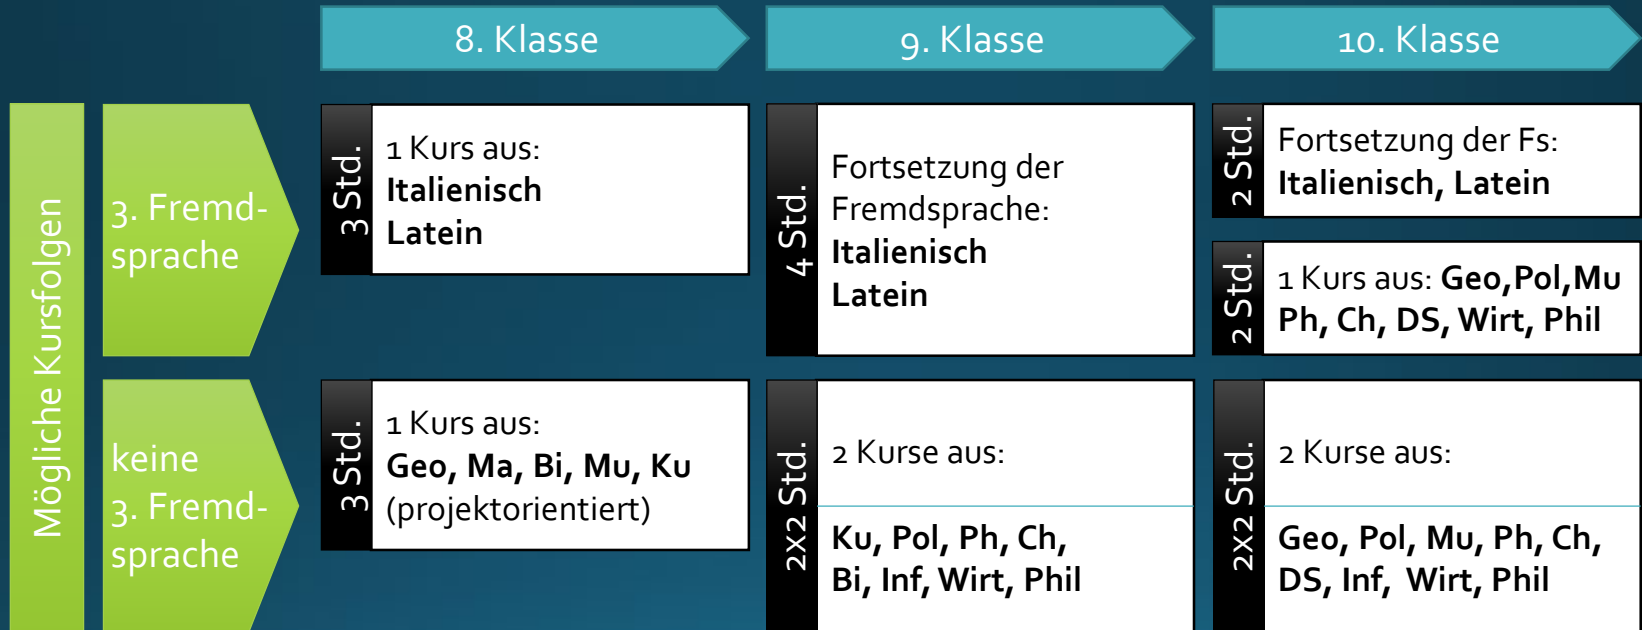 8. Klasse
9. Klasse
10. Klasse
Mögliche Kursfolgen
3. Fremd-
sprache
3 Std.
1 Kurs aus:
Italienisch
Latein
4 Std.
Fortsetzung der
Fremdsprache:
Italienisch
Latein
2 Std.
Fortsetzung der Fs:
Italienisch, Latein
2 Std.
1 Kurs aus: Geo,Pol,Mu
Ph, Ch, DS, Wirt, Phil
keine
3. Fremd-
sprache
3 Std.
1 Kurs aus:
Geo, Ma, Bi, Mu, Ku
(projektorientiert)
2x2 Std.
2 Kurse aus:
Ku, Pol, Ph, Ch,
Bi, Inf, Wirt, Phil
2x2 Std.
2 Kurse aus:
Geo, Pol, Mu, Ph, Ch,
DS, Inf, Wirt, Phil